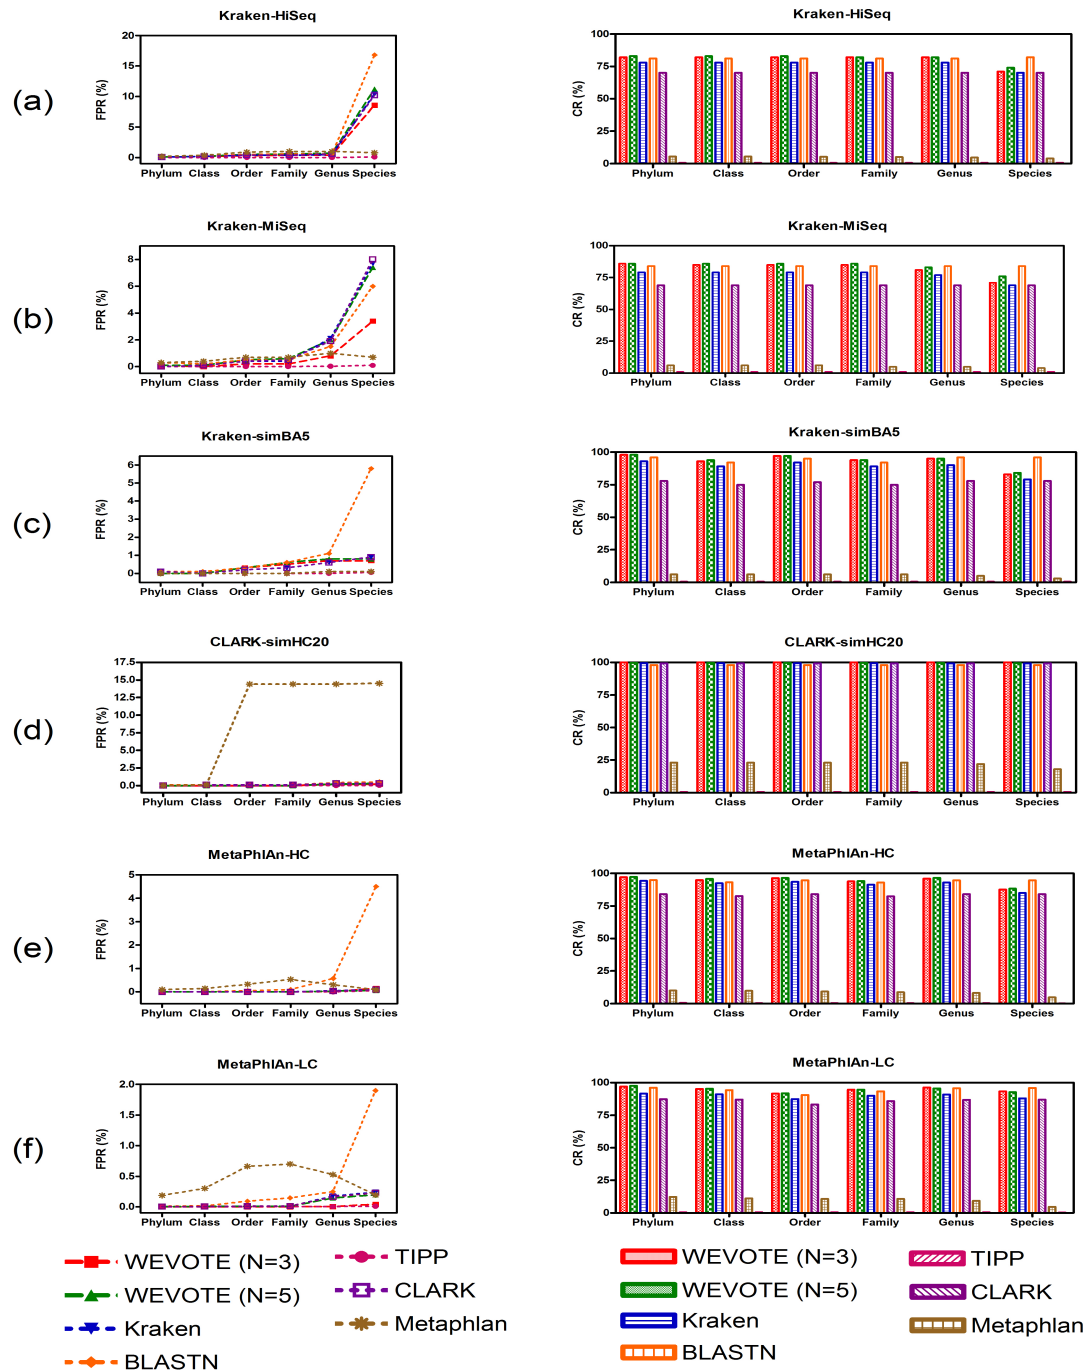 Kraken-HiSeq
Kraken-HiSeq
(a)
FPR (%)
20
15
10
5
0
Phylum Class Order Family Genus Species
CR (%)
100
75
50
25
0
Phylum Class Order Family Genus Species
Kraken-MiSeq
Kraken-MiSeq
(b)
FPR (%)
8
6
4
2
0
Phylum Class Order Family Genus Species
CR (%)
100
75
50
25
0
Phylum Class Order Family Genus Species
Kraken-simBA5
Kraken-simBA5
(c)
FPR (%)
6
5
4
3
2
1
0
Phylum Class Order Family Genus Species
CR (%)
100
75
50
25
0
Phylum Class Order Family Genus Species
CLARK-simHC20
CLARK-simHC20
(d)
FPR (%)
17.5
15.0
12.5
10.0
7.5
5.0
2.5
0.0
Phylum Class Order Family Genus Species
CR (%)
100
75
50
25
0
Phylum Class Order Family Genus Species
MetaPhlAn-HC
MetaPhlAn-HC
(e)
FPR (%)
5
4
3
2
1
0
Phylum Class Order Family Genus Species
CR (%)
100
75
50
25
0
Phylum Class Order Family Genus Species
MetaPhlAn-LC
MetaPhlAn-LC
(f)
FPR (%)
2.0
1.5
1.0
0.5
0.0
Phylum Class Order Family Genus Species
CR (%)
100
75
50
25
0
Phylum Class Order Family Genus Species
WEVOTE (N=3)
WEVOTE (N=5)
Kraken
BLASTN
TIPP
CLARK
Metaphlan
WEVOTE (N=3)
WEVOTE (N=5)
Kraken
BLASTN
TIPP
CLARK
Metaphlan